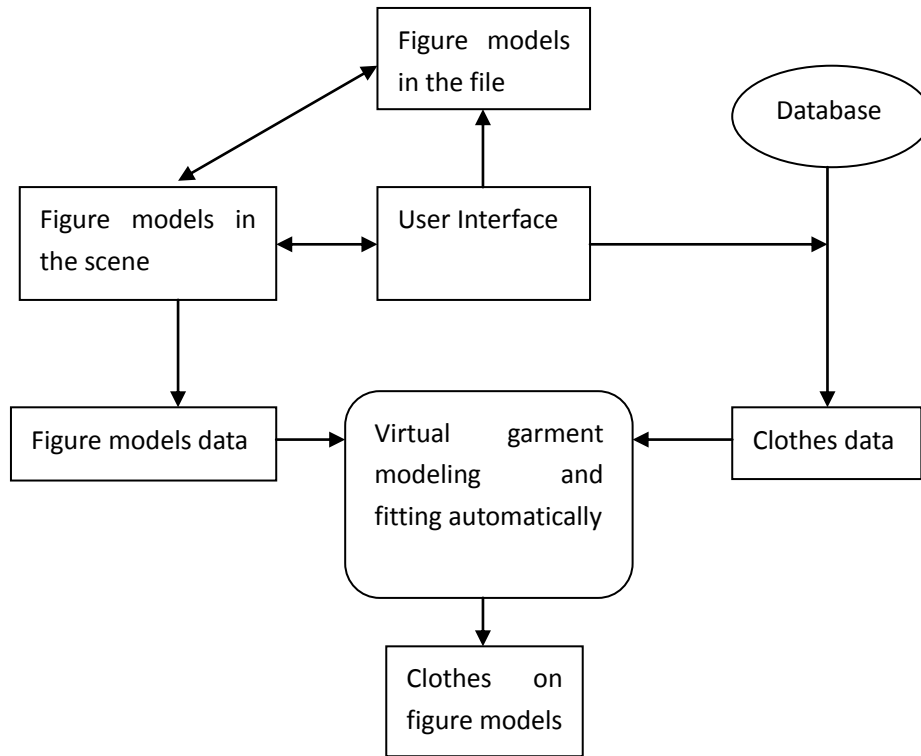 Figure models
in the file
Database
Figure models in
the scene
User Interface
Figure models data
Virtual garment
modeling and
fitting automatically
Clothes data
Clothes on
figure models